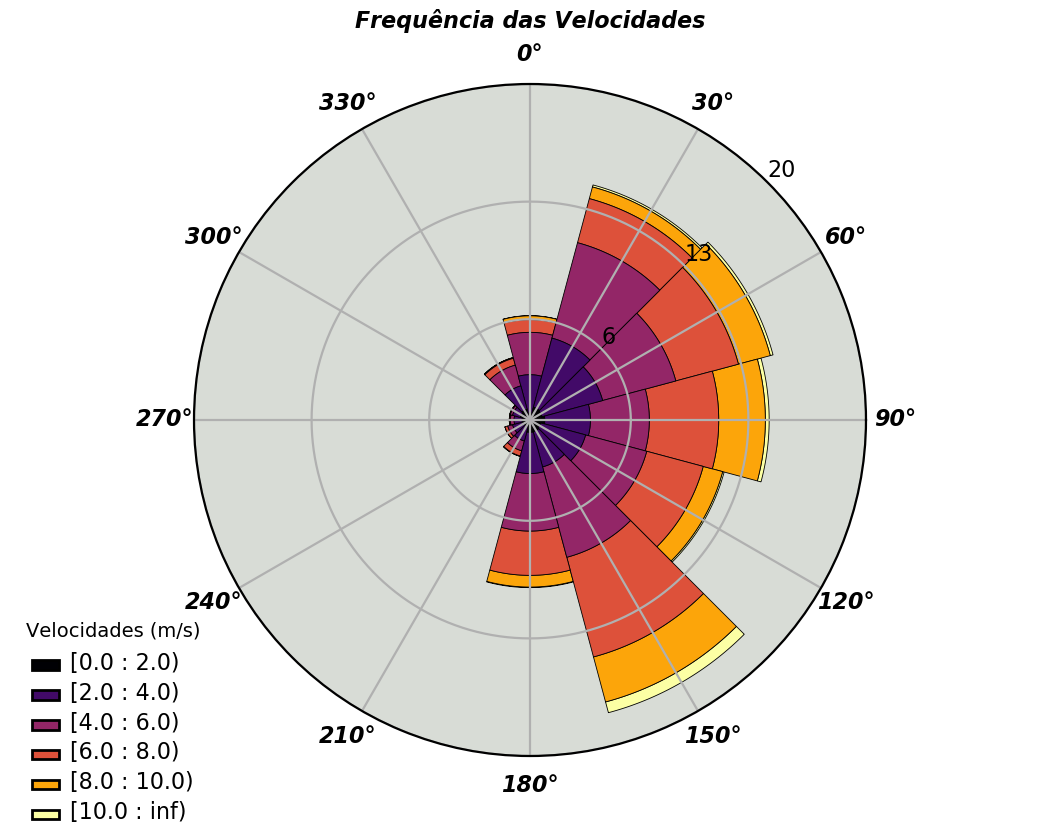 Frequência das Velocidades
0°
330°
30°
20
300°
60°
13
6
270°
90°
240°
120°
210°
150°
180°
Velocidades (m/s)
[0.0 : 2.0)
[2.0 : 4.0)
[4.0 : 6.0)
[6.0 : 8.0)
[8.0 : 10.0)
[10.0 : inf)